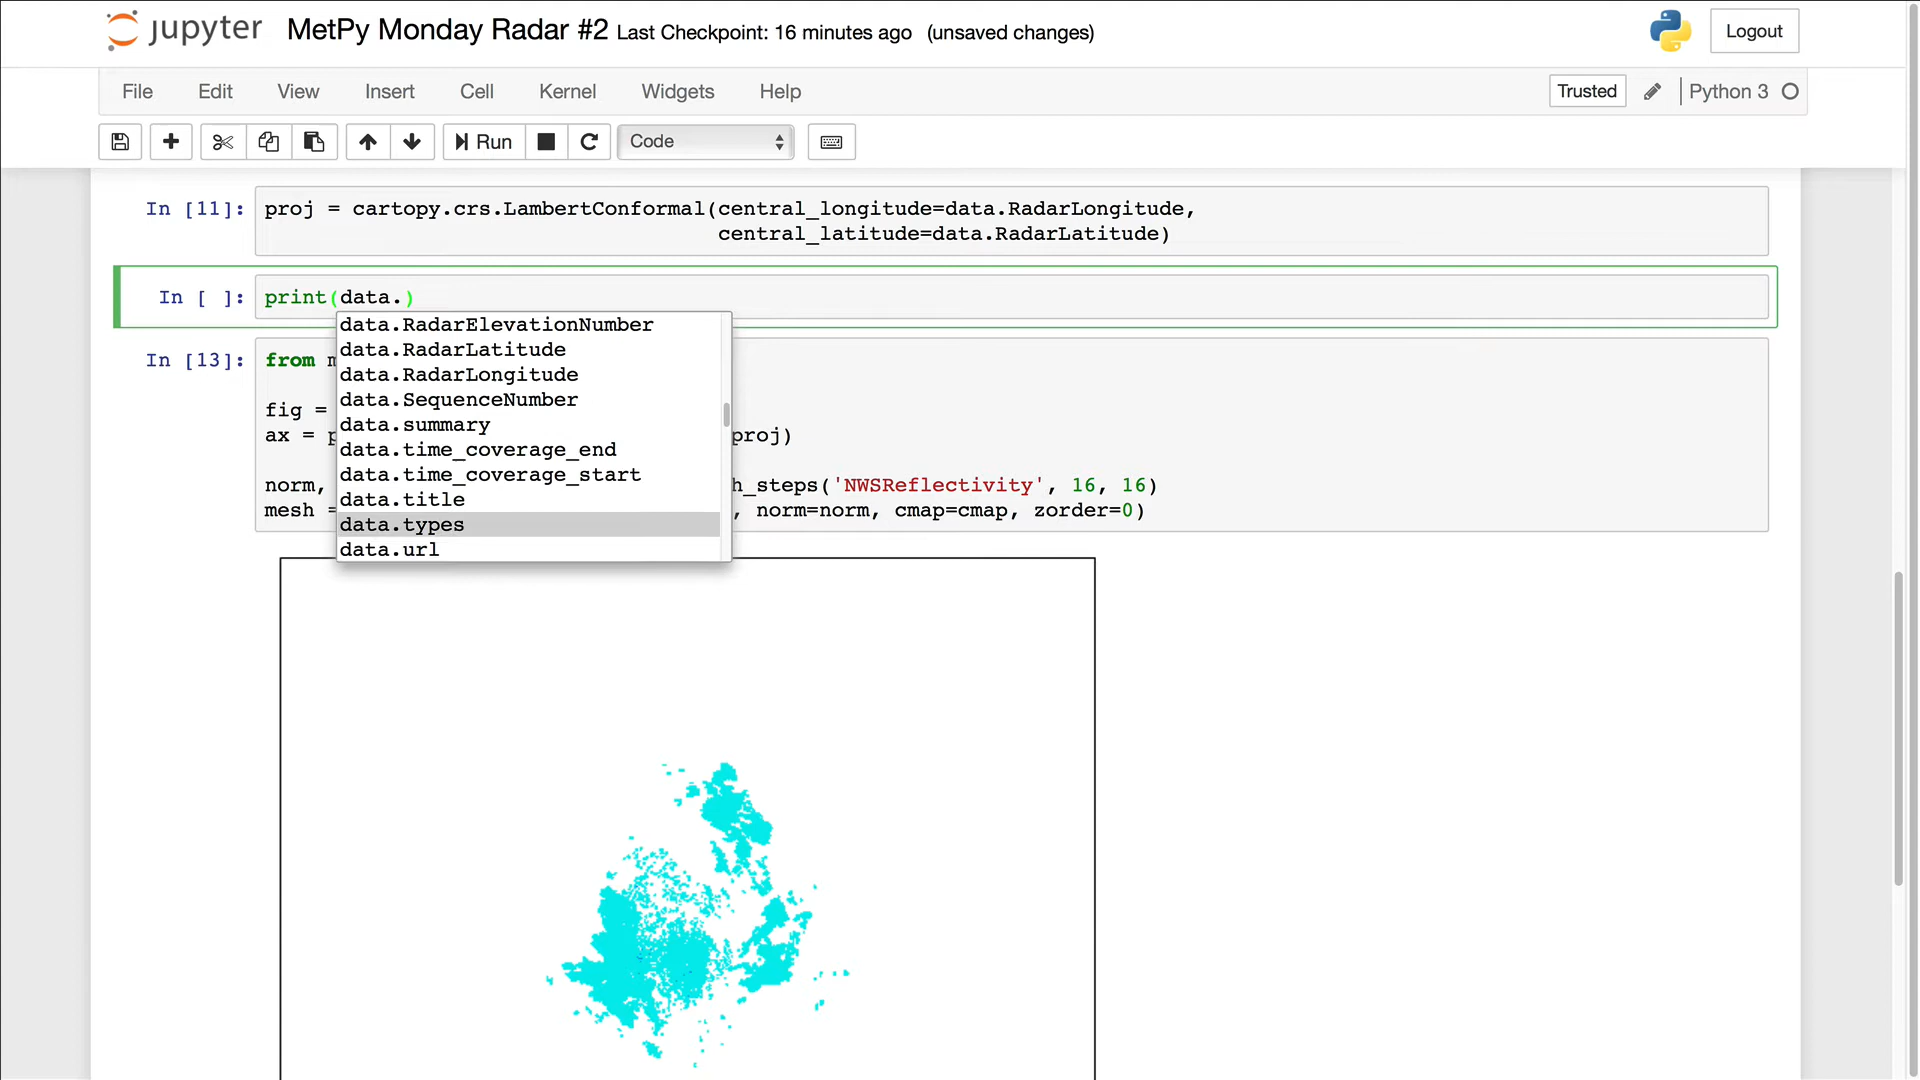 jupyter MetPy Monday Radar #2 Last Checkpoint: 16 minutes ago (unsaved changes) Logout
File Edit View Insert Cell Kernel Widgets Help Trusted Python 3
Run Code
In [11]: proj = cartopy.crs.LambertConformal(central_longitude=data.RadarLongitude,
central_latitude=data.RadarLatitude)
In [ ]: print(data.)
data.RadarElevationNumber
data.RadarLatitude
data.RadarLongitude
data.SequenceNumber
data.summary
data.time_coverage_end
data.time_coverage_start
data.title
data.types
data.url
In [13]: from
fig =
ax = proj)
norm, h_steps('NWSReflectivity', 16, 16)
mesh = , norm=norm, cmap=cmap, zorder=0)